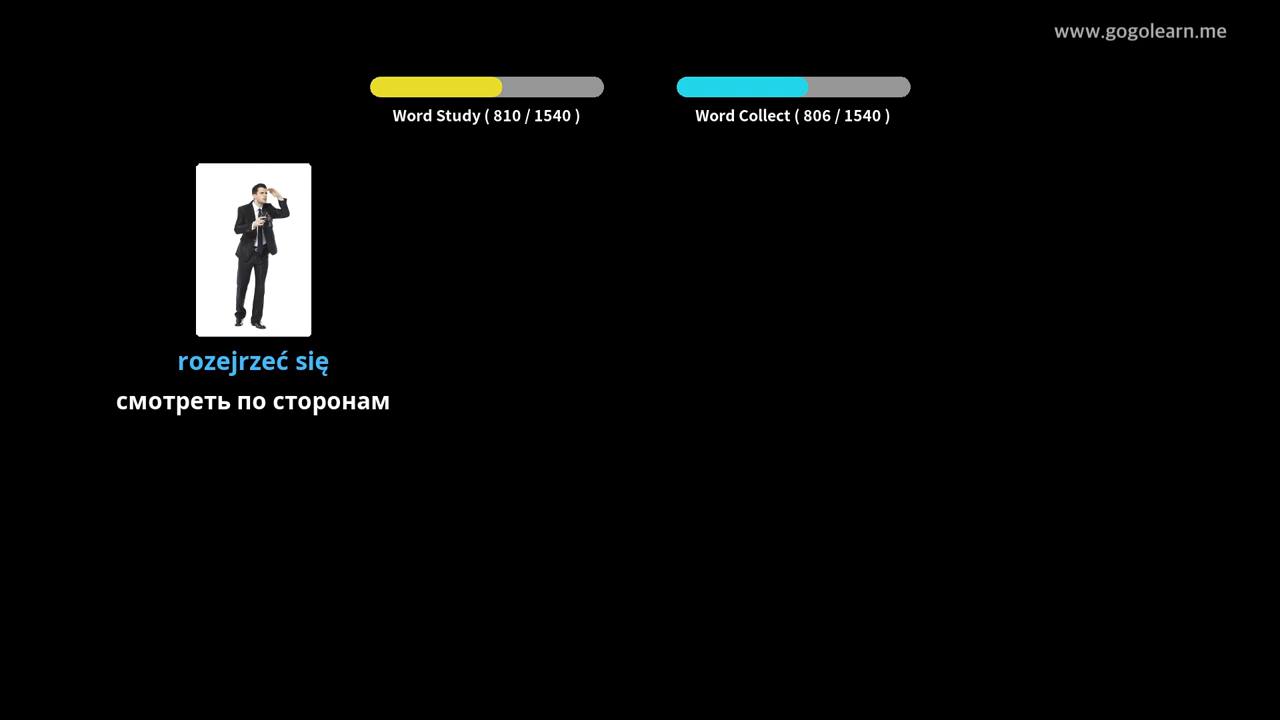 www.gogolearn.me
Word Study ( 810 / 1540 )
Word Collect ( 806 / 1540 )
rozejrzeć się
смотреть по сторонам